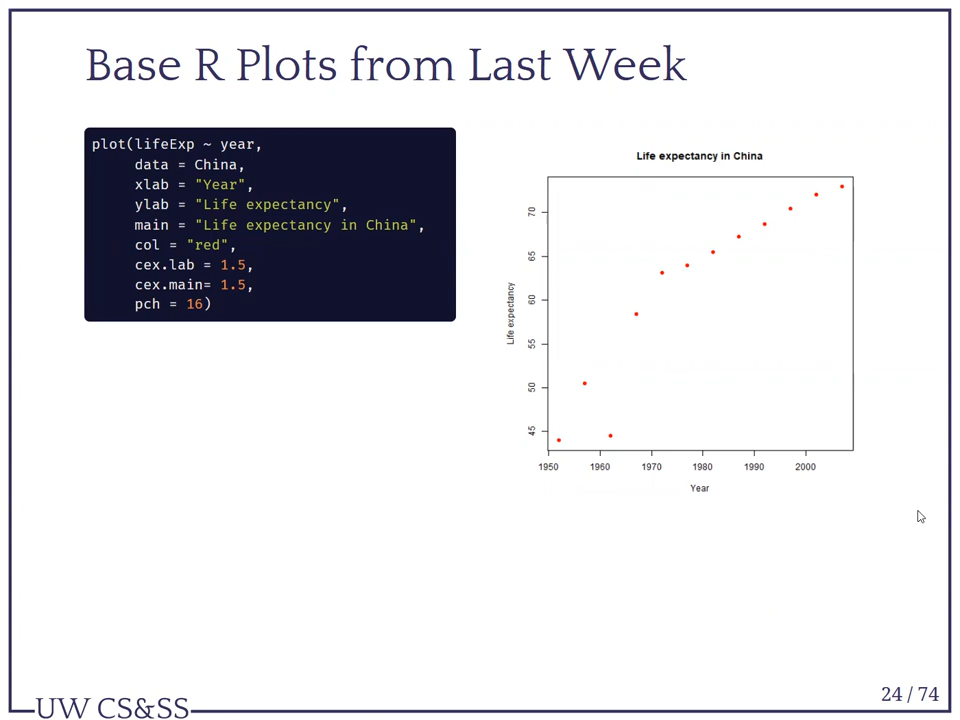 Base R Plots from Last Week
plot(lifeExp ~ year,
data = China,
xlab = "Year",
ylab = "Life expectancy",
main = "Life expectancy in China",
col = "red",
cex.lab = 1.5,
cex.main= 1.5,
pch = 16)
Life expectancy in China
70
65
60
55
50
45
Life expectancy
1950 1960 1970 1980 1990 2000
Year
24 / 74
UW CS&SS